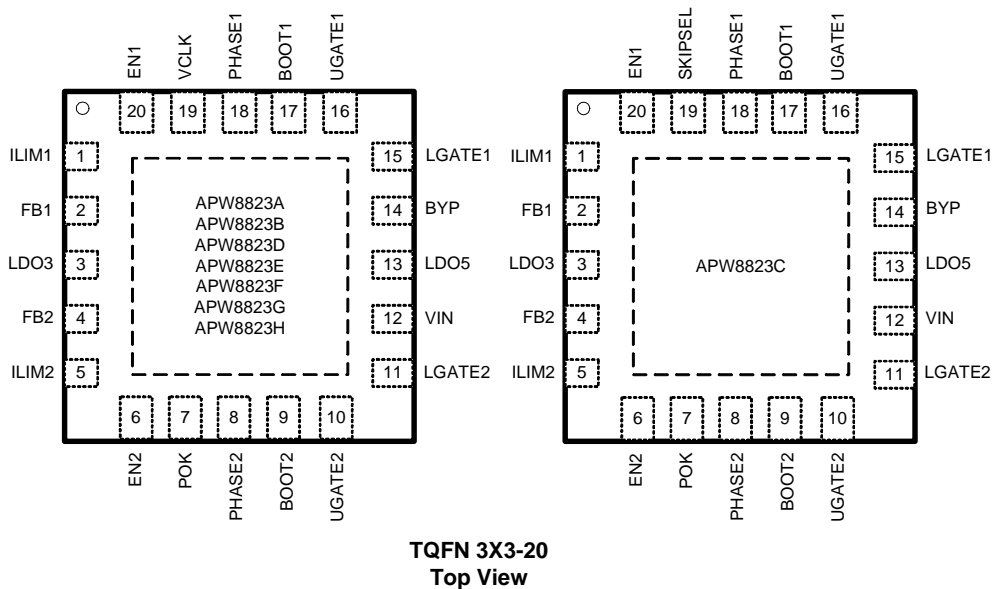 EN1
VCLK
PHASE1
BOOT1
UGATE1
20
19
18
17
16
ILIM1
1
FB1
2
LDO3
3
FB2
4
ILIM2
5
APW8823A
APW8823B
APW8823D
APW8823E
APW8823F
APW8823G
APW8823H
15
LGATE1
14
BYP
13
LDO5
12
VIN
11
LGATE2
6
7
8
9
10
EN2
POK
PHASE2
BOOT2
UGATE2
EN1
SKIPSEL
PHASE1
BOOT1
UGATE1
20
19
18
17
16
ILIM1
1
FB1
2
LDO3
3
FB2
4
ILIM2
5
APW8823C
15
LGATE1
14
BYP
13
LDO5
12
VIN
11
LGATE2
6
7
8
9
10
EN2
POK
PHASE2
BOOT2
UGATE2
TQFN 3X3-20
Top View